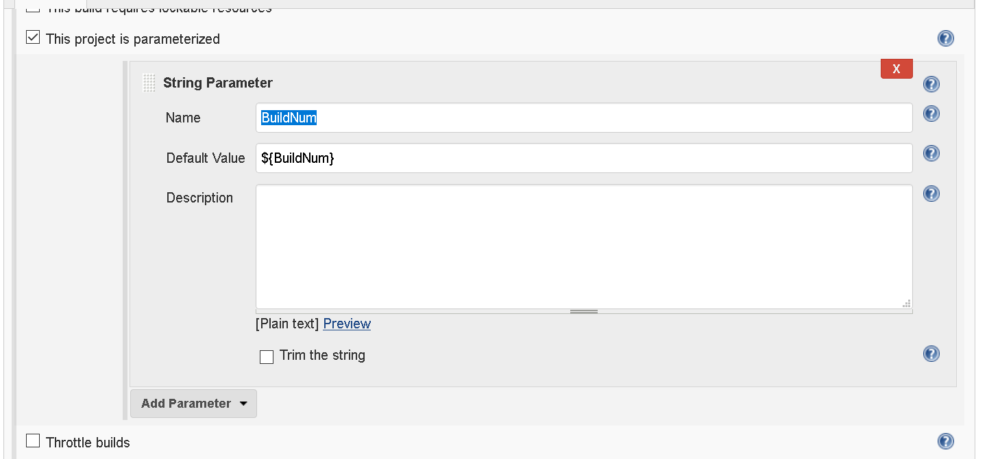 This build requires lockable resources
This project is parameterized
?
X
String Parameter
?
Name
BuildNum
?
Default Value
${BuildNum}
?
Description
?
[Plain text] Preview
Trim the string
?
Add Parameter
Throttle builds
?